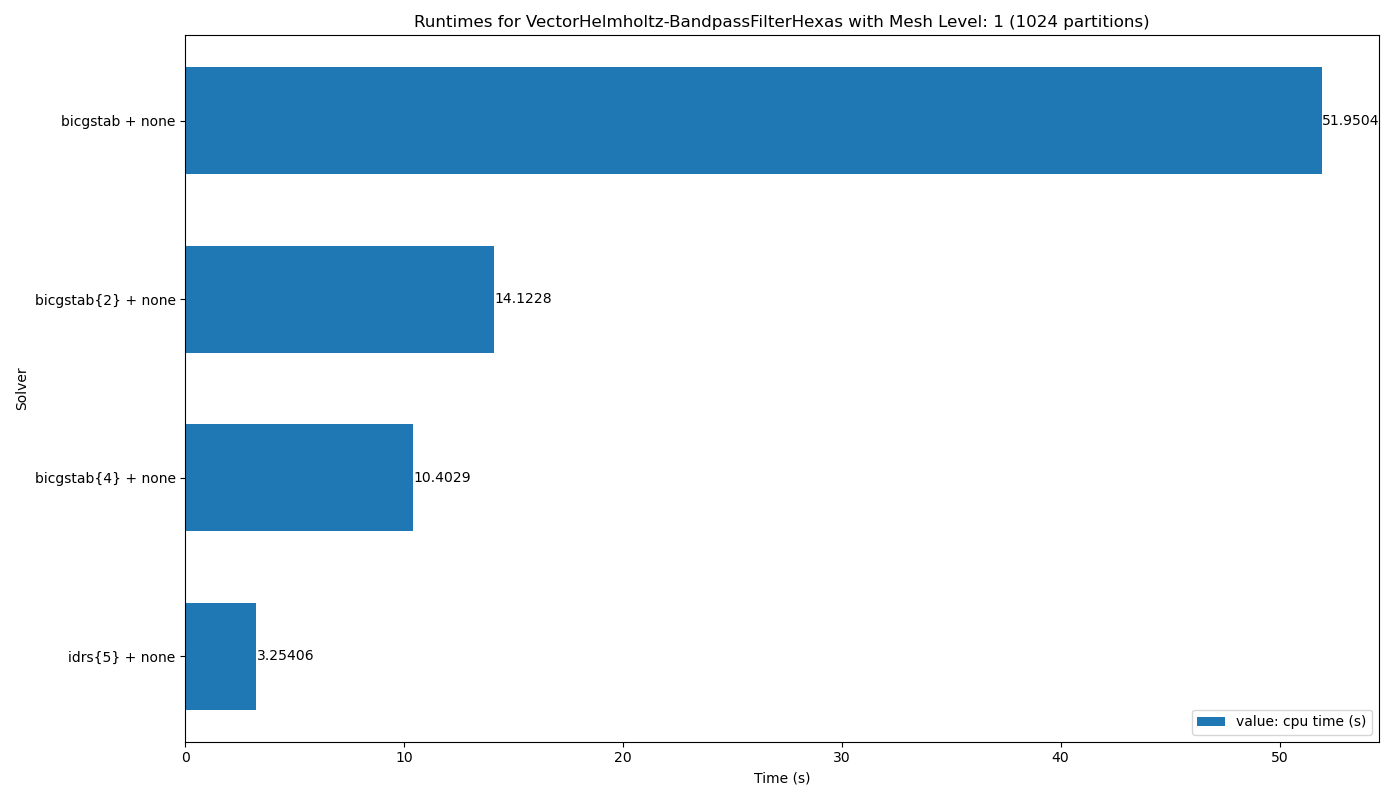 Runtimes for VectorHelmholtz-BandpassFilterHexas with Mesh Level: 1 (1024 partitions)
bicgstab + none
51.9504
bicgstab{2} + none
14.1228
Solver
bicgstab{4} + none
10.4029
idrs{5} + none
3.25406
value: cpu time (s)
0 10 20 30 40 50
Time (s)